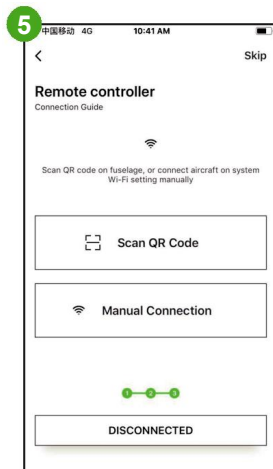 5
中国移动 4G 10:41 AM
Skip
Remote controller
Connection Guide
Scan QR code on fuselage, or connect aircraft on system
Wi-Fi setting manually
Scan QR Code
Manual Connection
1 2 3
DISCONNECTED